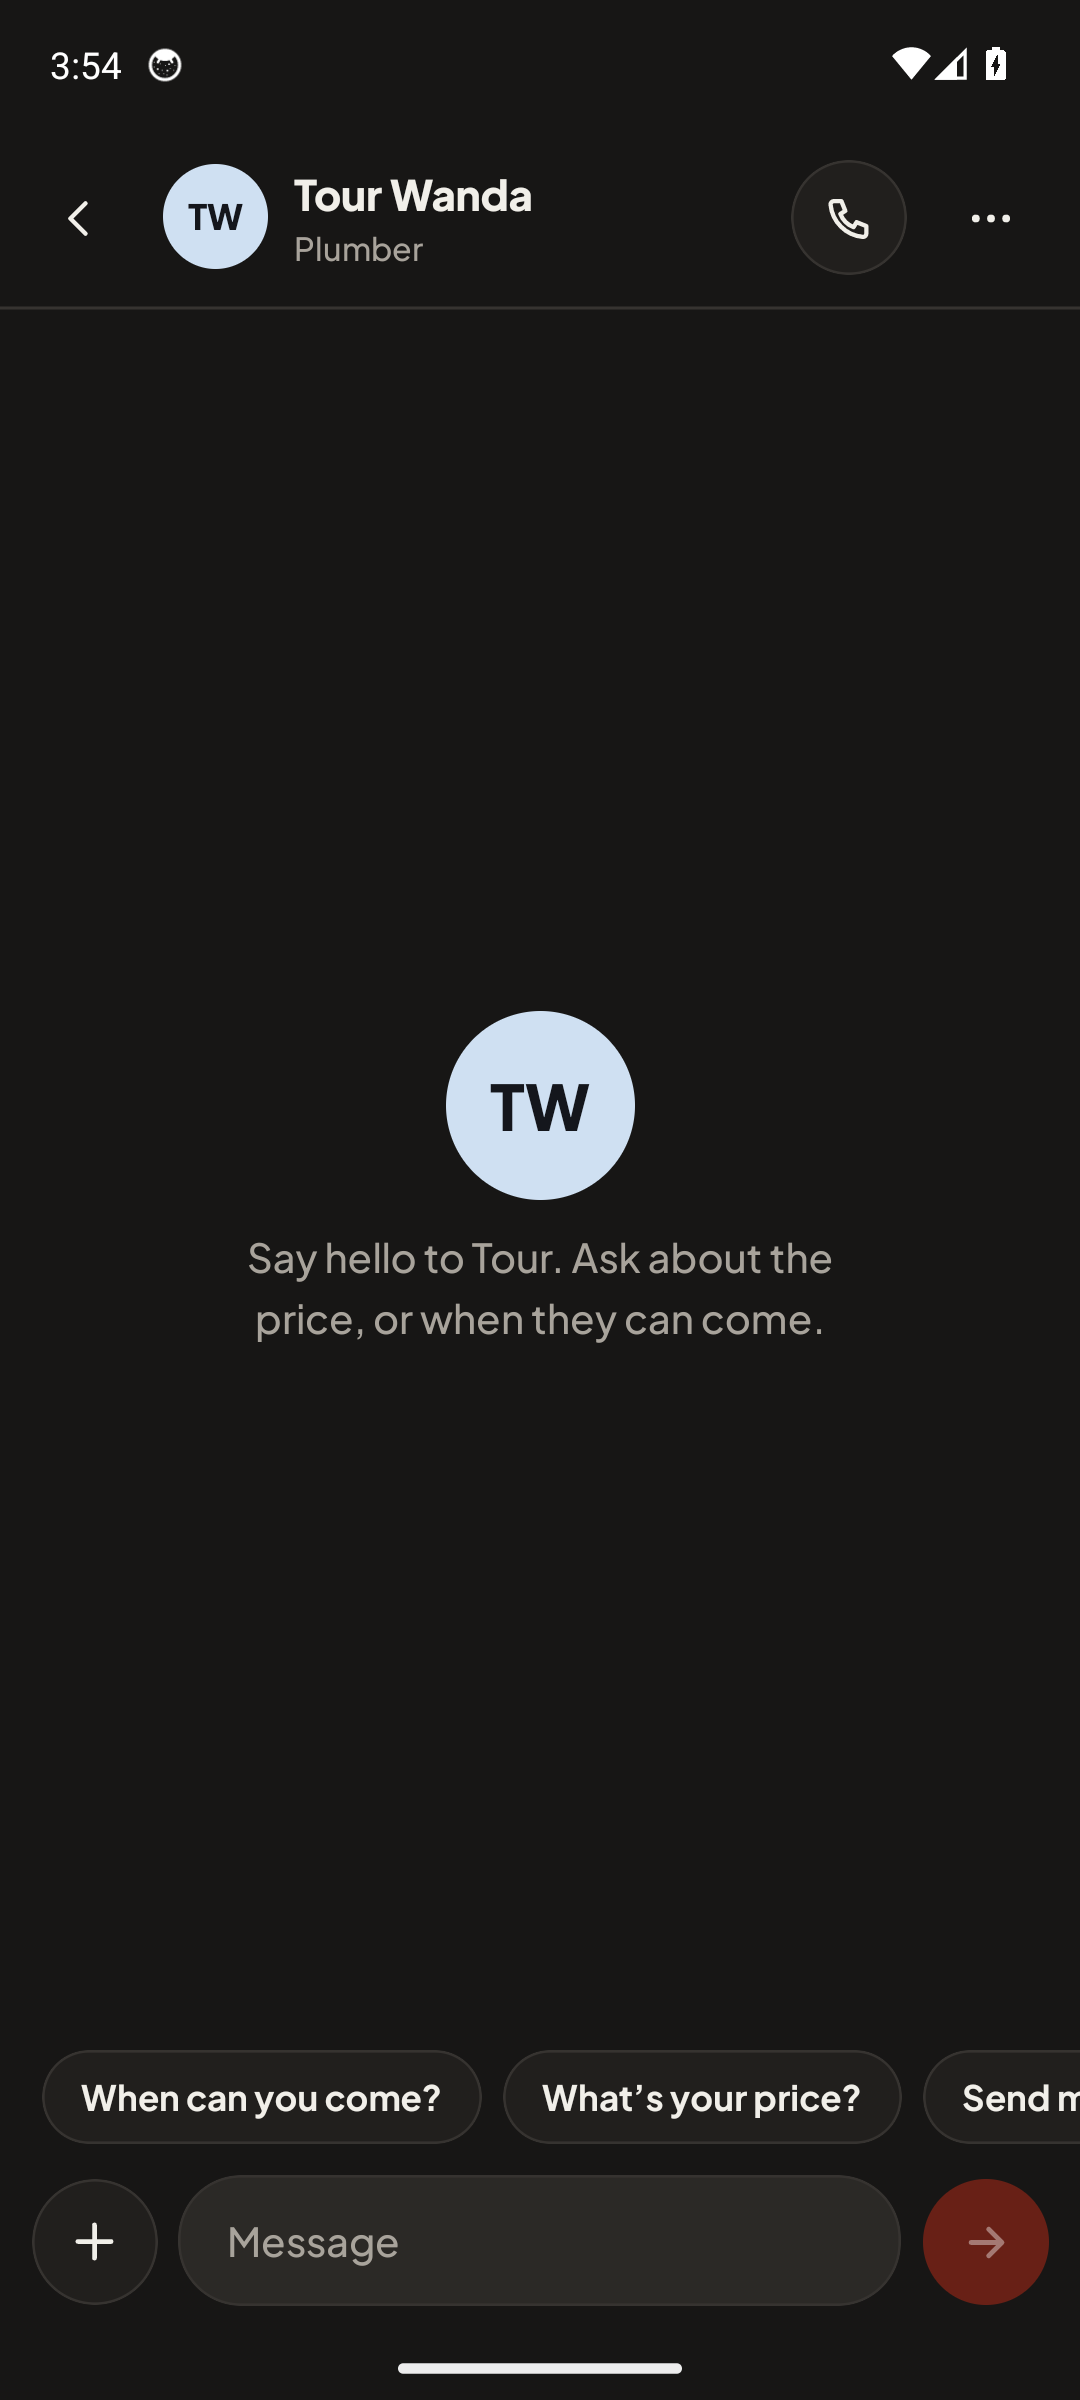 3:54
TW
Tour Wanda
Plumber
TW
Say hello to Tour. Ask about the
price, or when they can come.
When can you come?
What’s your price?
Send
Message